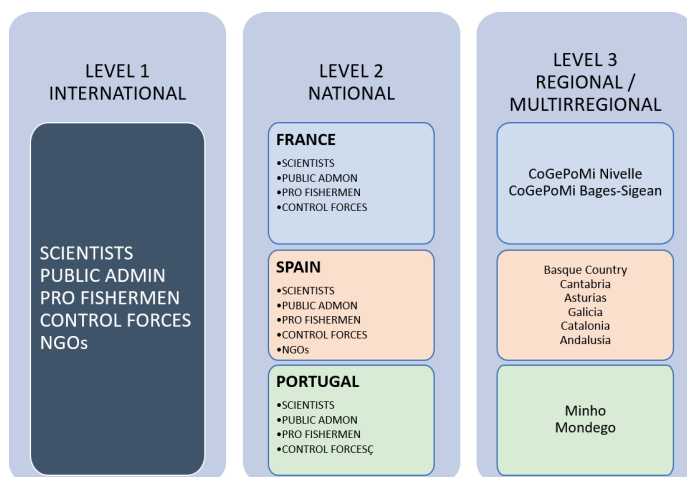 LEVEL 1
INTERNATIONAL
SCIENTISTS
PUBLIC ADMIN
PRO FISHERMEN
CONTROL FORCES
NGOs
LEVEL 2
NATIONAL
FRANCE
•SCIENTISTS
•PUBLIC ADMON
•PRO FISHERMEN
•CONTROL FORCES
SPAIN
•SCIENTISTS
•PUBLIC ADMON
•PRO FISHERMEN
•CONTROL FORCES
•NGOs
PORTUGAL
•SCIENTISTS
•PUBLIC ADMON
•PRO FISHERMEN
•CONTROL FORCESÇ
LEVEL 3
REGIONAL /
MULTIRREGIONAL
CoGePoMi Nivelle
CoGePoMi Bages-Sigean
Basque Country
Cantabria
Asturias
Galicia
Catalonia
Andalusia
Minho
Mondego